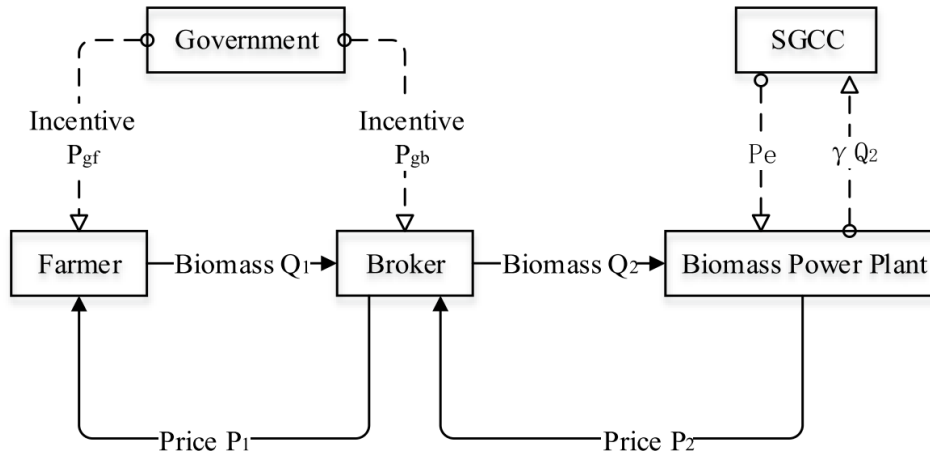 Government
SGCC
Incentive
Pgf
Incentive
Pgb
Pe
γ Q2
Farmer
Biomass Q1
Broker
Biomass Q2
Biomass Power Plant
Price P1
Price P2